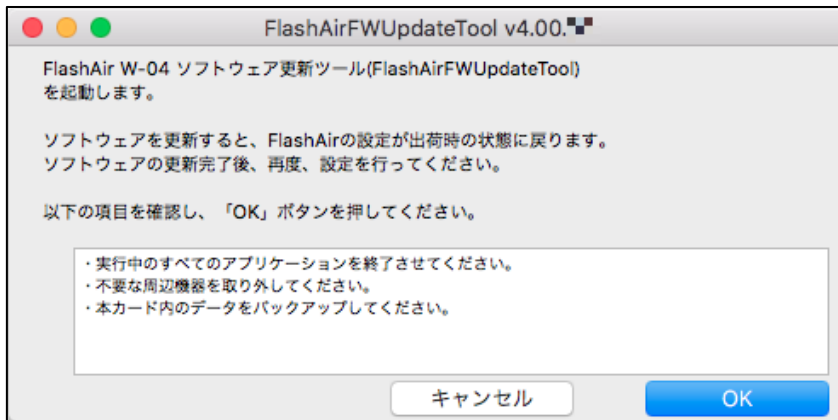 FlashAirFWUpdateTool v4.00.
FlashAir W-04 ソフトウェア更新ツール(FlashAirFWUpdateTool)
を起動します。
ソフトウェアを更新すると、FlashAirの設定が出荷時の状態に戻ります。
ソフトウェアの更新完了後、再度、設定を行ってください。
以下の項目を確認し、「OK」ボタンを押してください。
・実行中のすべてのアプリケーションを終了させてください。
・不要な周辺機器を取り外してください。
・本カード内のデータをバックアップしてください。
キャンセル
OK